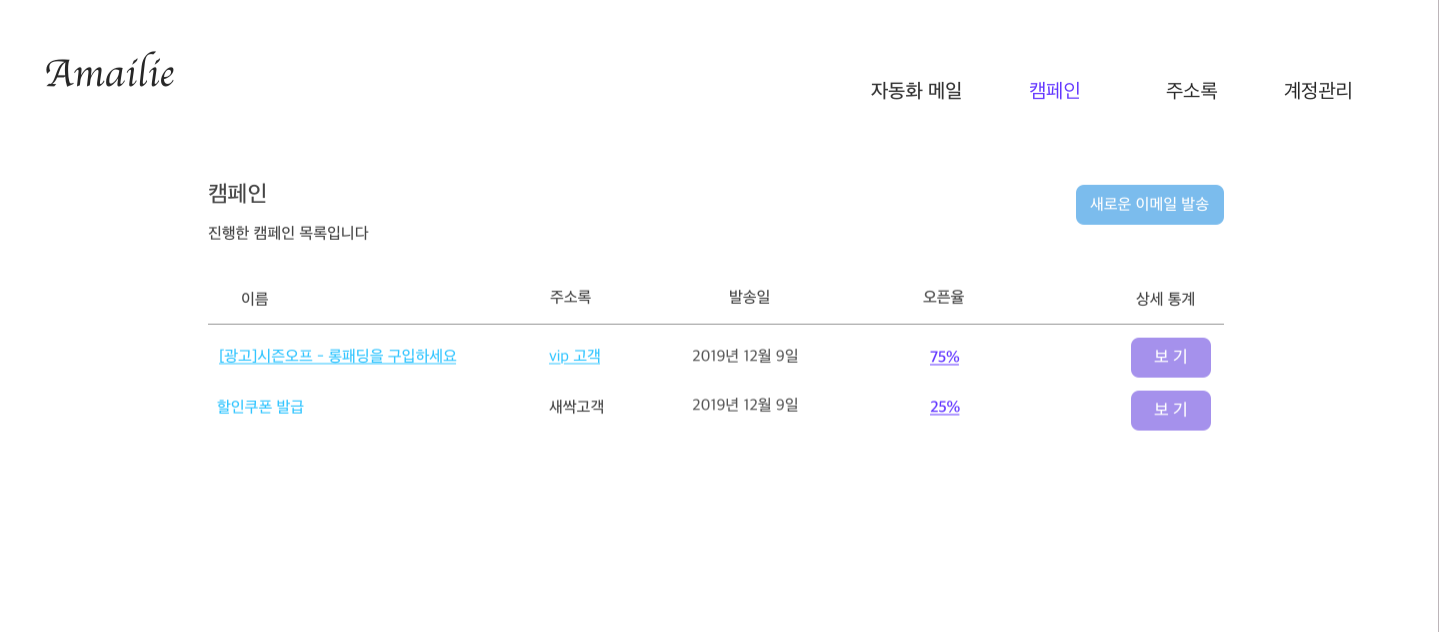 Amailie
자동화 메일 캠페인 주소록 계정관리
캠페인
새로운 이메일 발송
진행한 캠페인 목록입니다
이름 주소록 발송일 오픈율 상세 통계
[광고]시즌오프 - 롱패딩을 구입하세요 vip 고객 2019년 12월 9일 75% 보 기
할인쿠폰 발급 새싹고객 2019년 12월 9일 25% 보 기